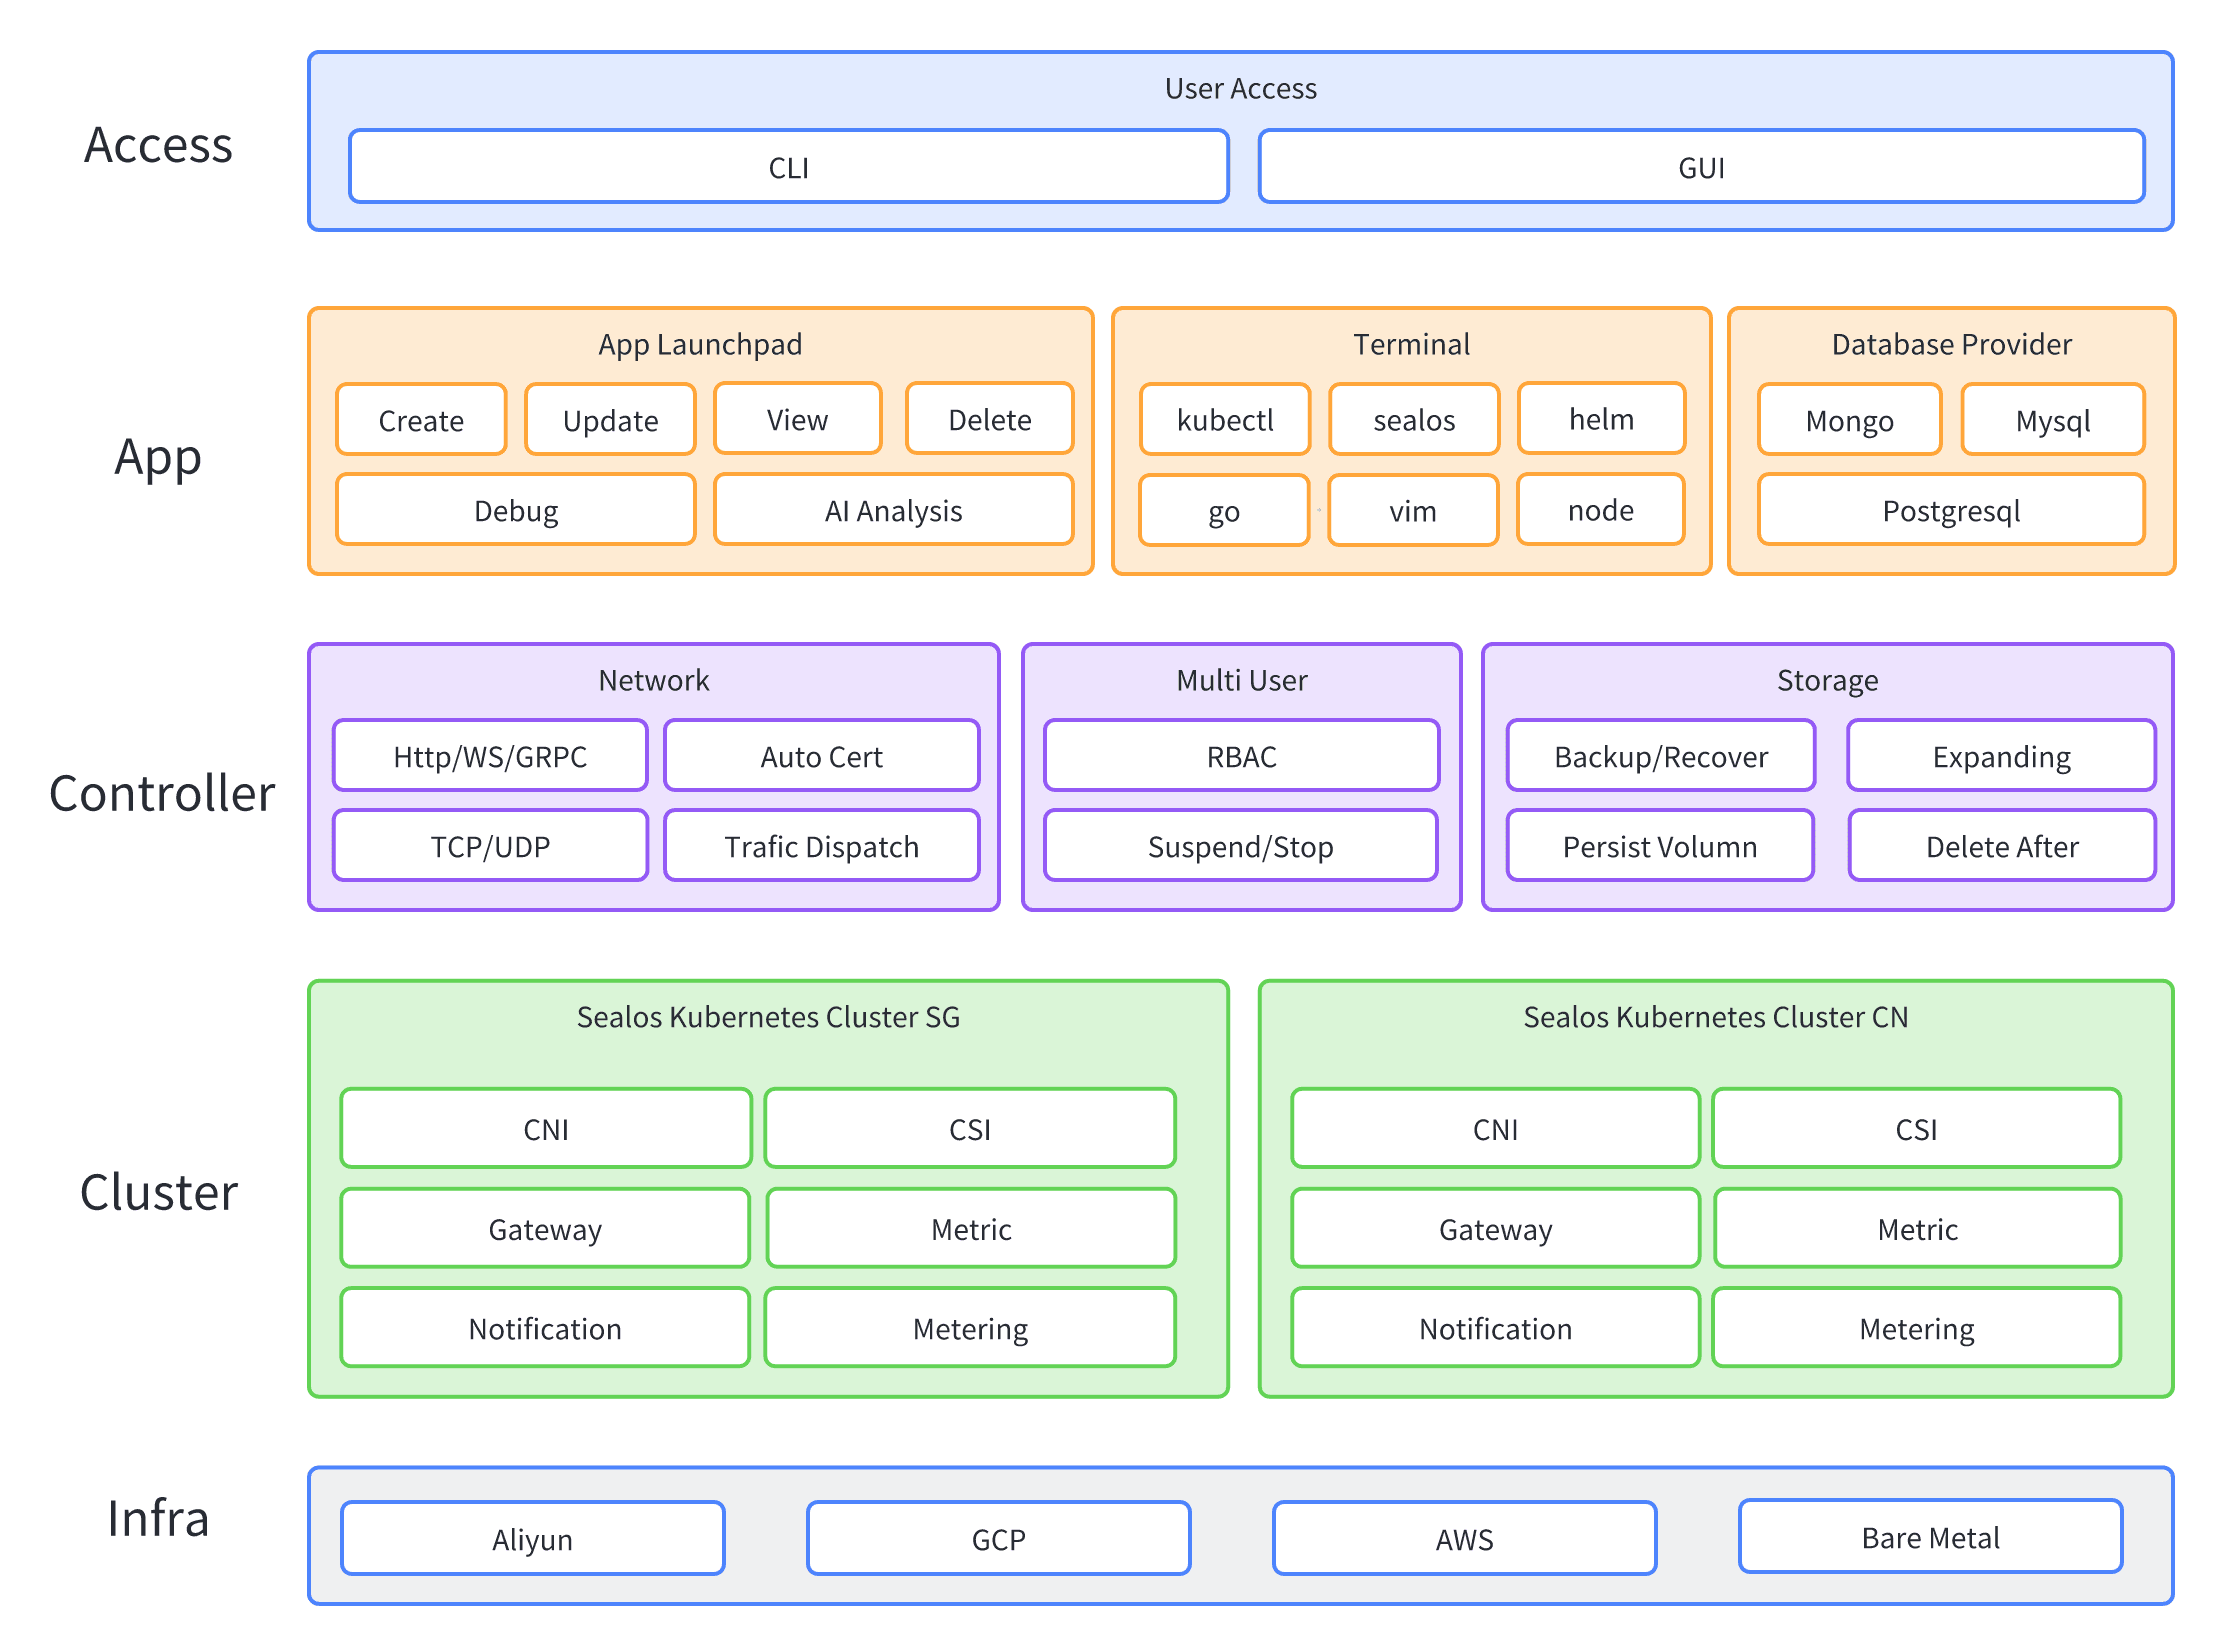 Access
User Access
CLI GUI
App
App Launchpad
Create Update View Delete
Debug AI Analysis
Terminal
kubectl sealos helm
go vim node
Database Provider
Mongo Mysql
Postgresql
Controller
Network
Http/WS/GRPC Auto Cert
TCP/UDP Trafic Dispatch
Multi User
RBAC
Suspend/Stop
Storage
Backup/Recover Expanding
Persist Volumn Delete After
Cluster
Sealos Kubernetes Cluster SG
CNI CSI
Gateway Metric
Notification Metering
Sealos Kubernetes Cluster CN
CNI CSI
Gateway Metric
Notification Metering
Infra
Aliyun GCP AWS Bare Metal